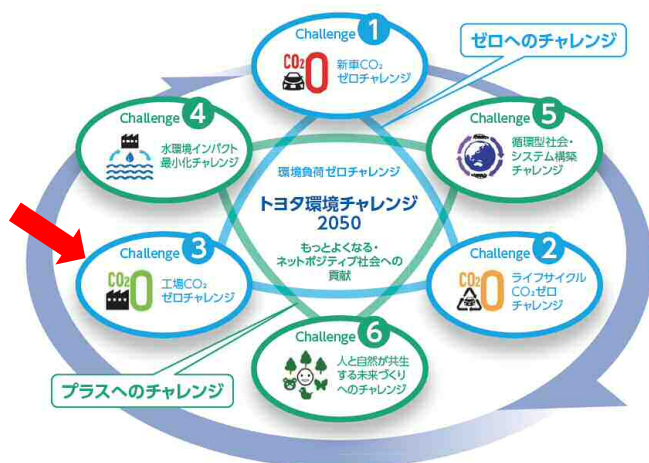 Challenge 1
CO₂ 0
新車CO₂
ゼロチャレンジ
ゼロへのチャレンジ
Challenge 4
水環境インパクト
最小化チャレンジ
Challenge 5
循環型社会・
システム構築
チャレンジ
環境負荷ゼロチャレンジ
トヨタ環境チャレンジ
2050
もっとよくなる・
ネットポジティブ社会への
貢献
Challenge 3
CO₂ 0
工場CO₂
ゼロチャレンジ
Challenge 2
CO₂ 0
ライフサイクル
CO₂ゼロ
チャレンジ
Challenge 6
人と自然が共生
する未来づくり
へのチャレンジ
プラスへのチャレンジ